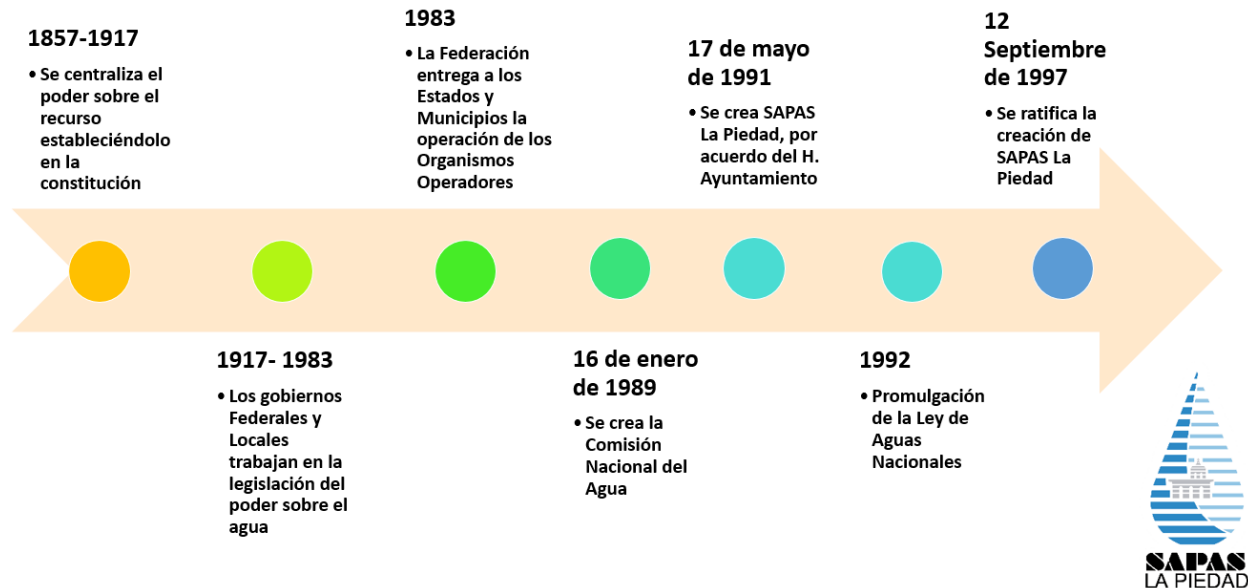 1857-1917
• Se centraliza el
poder sobre el
recurso
estableciéndolo
en la
constitución
1917- 1983
• Los gobiernos
Federales y
Locales
trabajan en la
legislación del
poder sobre el
agua
1983
• La Federación
entrega a los
Estados y
Municipios la
operación de los
Organismos
Operadores
16 de enero
de 1989
• Se crea la
Comisión
Nacional del
Agua
17 de mayo
de 1991
• Se crea SAPAS
La Piedad, por
acuerdo del H.
Ayuntamiento
1992
• Promulgación
de la Ley de
Aguas
Nacionales
12
Septiembre
de 1997
• Se ratifica la
creación de
SAPAS La
Piedad
SAPAS
LA PIEDAD